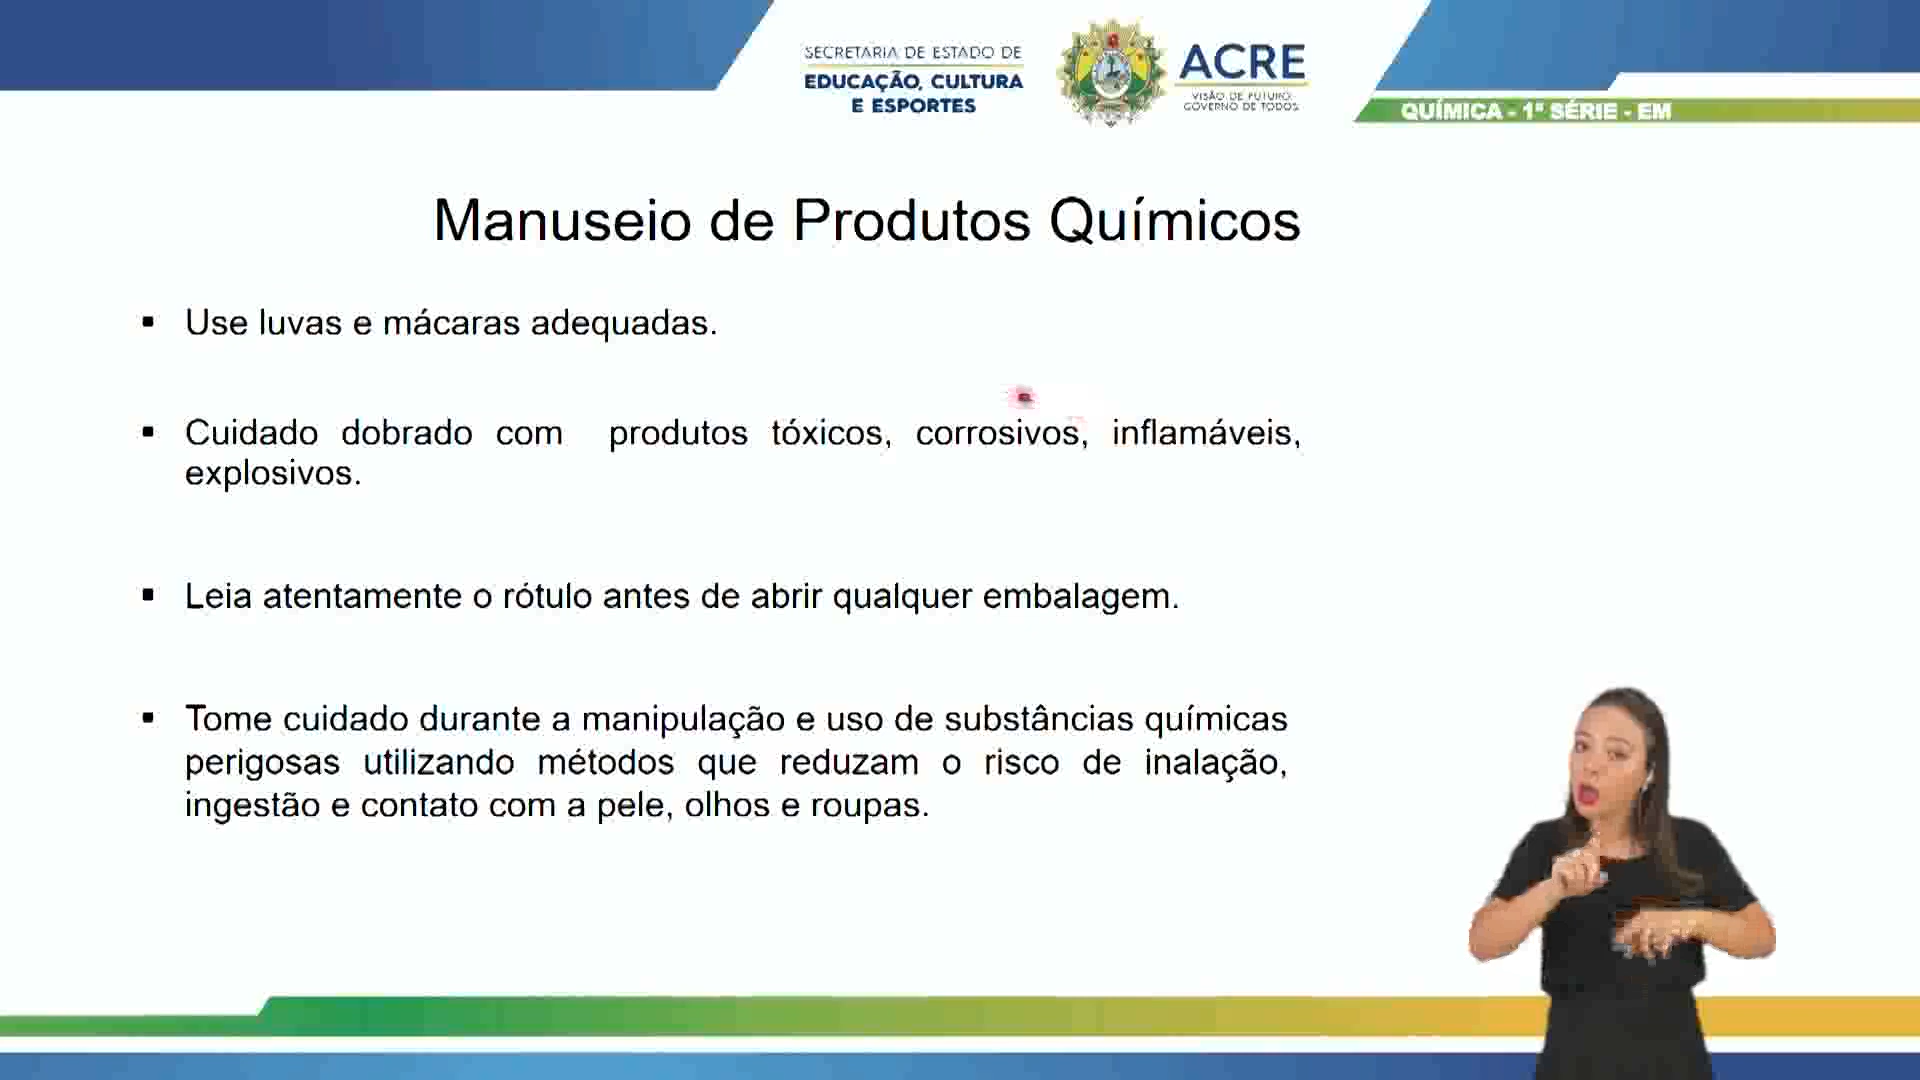 SECRETARIA DE ESTADO DE
EDUCAÇÃO, CULTURA
E ESPORTES
ACRE
VISÃO DE FUTURO,
GOVERNO DE TODOS
QUÍMICA - 1ª SÉRIE - EM
Manuseio de Produtos Químicos
▪ Use luvas e mácaras adequadas.
▪ Cuidado dobrado com produtos tóxicos, corrosivos, inflamáveis,
explosivos.
▪ Leia atentamente o rótulo antes de abrir qualquer embalagem.
▪ Tome cuidado durante a manipulação e uso de substâncias químicas
perigosas utilizando métodos que reduzam o risco de inalação,
ingestão e contato com a pele, olhos e roupas.